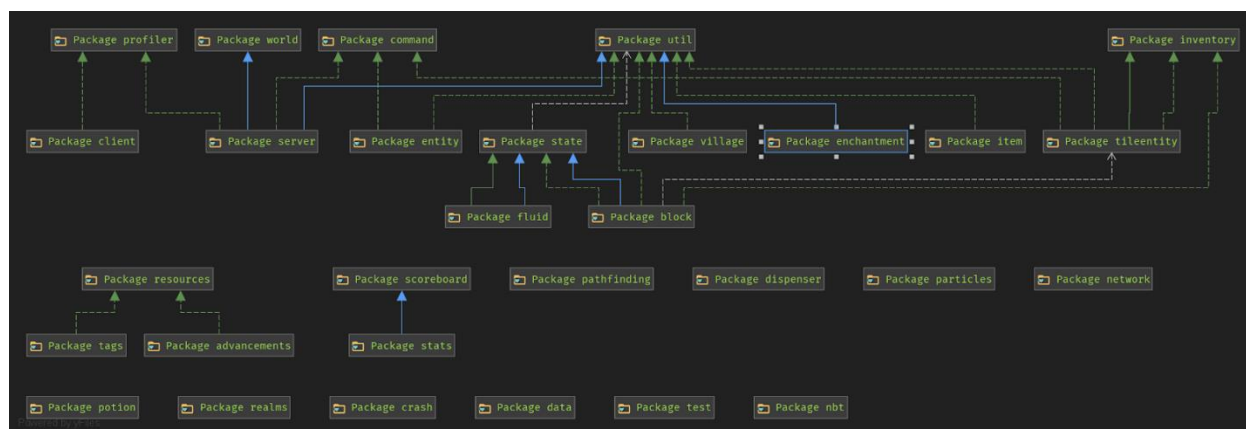 Package profiler
Package world
Package command
Package util
Package inventory
Package client
Package server
Package entity
Package state
Package village
Package enchantment
Package item
Package tileentity
Package fluid
Package block
Package resources
Package scoreboard
Package pathfinding
Package dispenser
Package particles
Package network
Package tags
Package advancements
Package stats
Package potion
Package realms
Package crash
Package data
Package test
Package nbt
Powered by yFiles